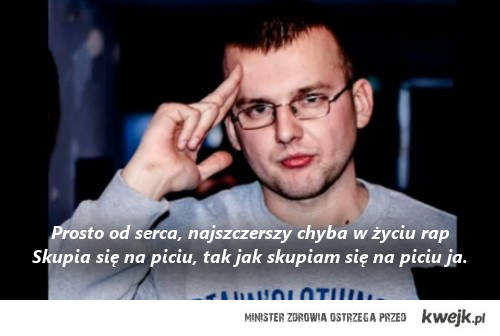 Prosto od serca, najszczerszy chyba w życiu rap
Skupia się na piciu, tak jak skupiam się na piciu ja.
MINISTER ZDROWIA OSTRZEGA PRZED kwejk.pl